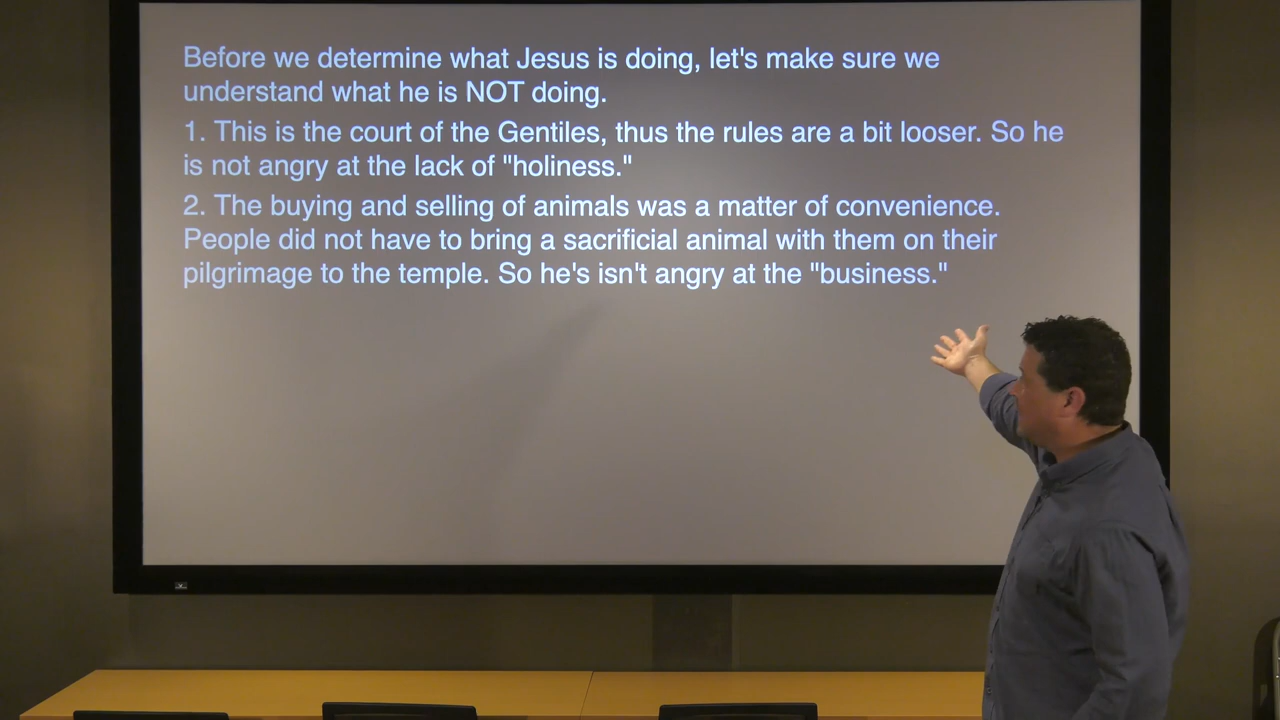 Before we determine what Jesus is doing, let's make sure we
understand what he is NOT doing.
1. This is the court of the Gentiles, thus the rules are a bit looser. So he
is not angry at the lack of "holiness."
2. The buying and selling of animals was a matter of convenience.
People did not have to bring a sacrificial animal with them on their
pilgrimage to the temple. So he's isn't angry at the "business."